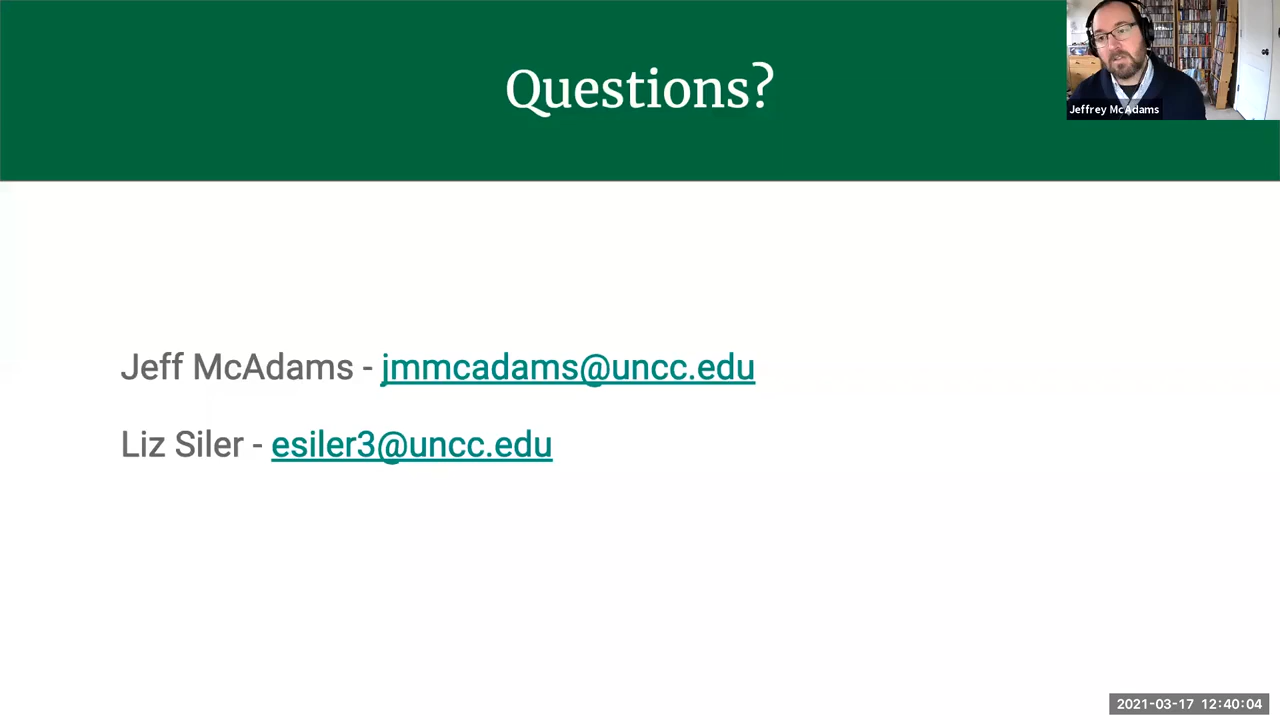 Questions?
Jeffrey McAdams
Jeff McAdams - jmmcadams@uncc.edu
Liz Siler - esiler3@uncc.edu
2021-03-17 12:40:04